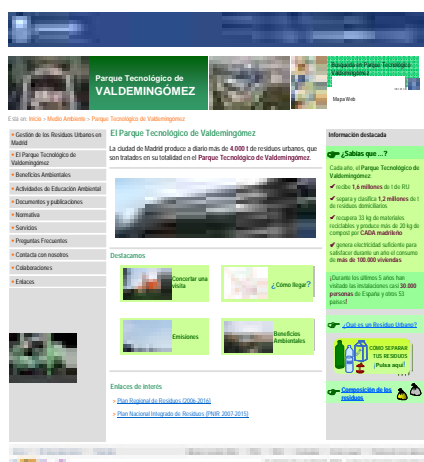 Parque Tecnológico de
VALDEMINGÓMEZ
Búsqueda en Parque Tecnológico
Valdemingómez
Mapa Web
Está en: Inicio > Medio Ambiente > Parque Tecnológico de Valdemingómez
Gestión de los Residuos Urbanos en
Madrid
El Parque Tecnológico de
Valdemingómez
Beneficios Ambientales
Actividades de Educación Ambiental
Documentos y publicaciones
Normativa
Servicios
Preguntas Frecuentes
Contacta con nosotros
Colaboraciones
Enlaces
El Parque Tecnológico de Valdemingómez
La ciudad de Madrid produce a diario más de 4.000 t de residuos urbanos, que
son tratados en su totalidad en el Parque Tecnológico de Valdemingómez.
Destacamos
Concertar una
visita
¿Cómo llegar?
Emisiones
Beneficios
Ambientales
Enlaces de interés
> Plan Regional de Residuos (2006-2016)
> Plan Nacional Integrado de Residuos (PNIR 2007-2015)
Información destacada
¿Sabías que ...?
Cada año, el Parque Tecnológico de
Valdemingómez
recibe 1,6 millones de t de RU
separa y clasifica 1,2 millones de t
de residuos domiciliarios
recupera 33 kg de materiales
reciclables y produce más de 20 kg de
compost por CADA madrileño
genera electricidad suficiente para
satisfacer durante un año el consumo
de más de 100.000 viviendas
¡Durante los últimos 5 años han
visitado las instalaciones casi 30.000
personas de España y otros 53
países!
¿Qué es un Residuo Urbano?
CÓMO SEPARAR
TUS RESIDUOS
¡Pulsa aquí!
Composición de los
residuos